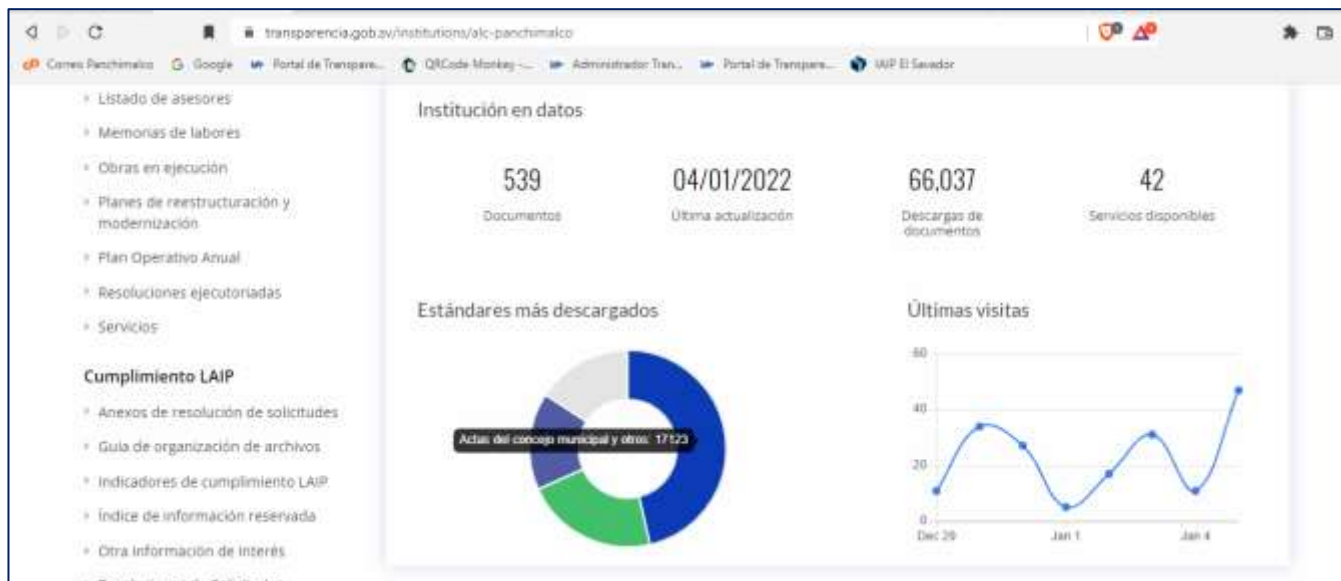 transparencia.gob.sv/institutions/alc-panchimalco
Correo Panchimalco Google Portal de Transpare... QRCode Monkey -... Administrador Tran... Portal de Transpare... IAIP El Salvador
Listado de asesores
Memorias de labores
Obras en ejecución
Planes de reestructuración y
modernización
Plan Operativo Anual
Resoluciones ejecutoriadas
Servicios
Cumplimiento LAIP
Anexos de resolución de solicitudes
Guía de organización de archivos
Indicadores de cumplimiento LAIP
Índice de información reservada
Otra información de interés
Institución en datos
539
Documentos
04/01/2022
Última actualización
66,037
Descargas de
documentos
42
Servicios disponibles
Estándares más descargados
Actas del concejo municipal y otros: 17123
Últimas visitas
60
40
20
0
Dec 29 Jan 1 Jan 4